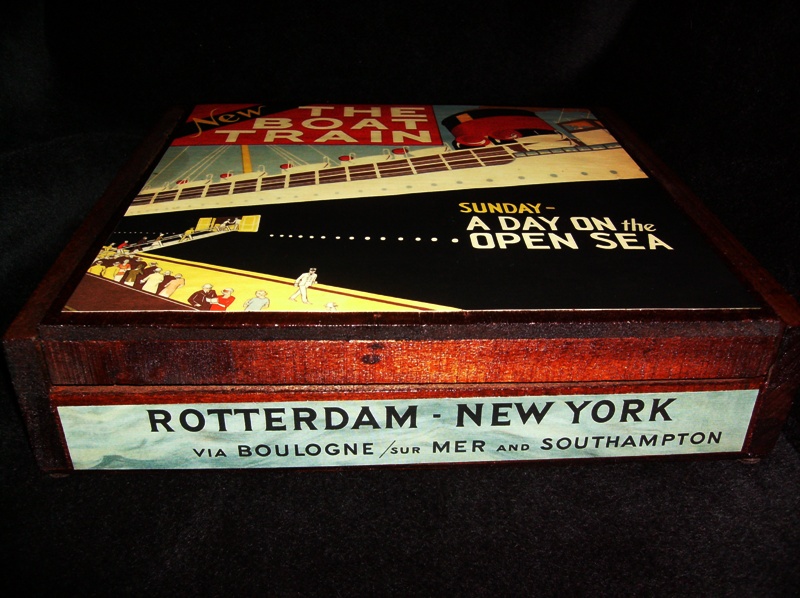 New THE
BOAT
TRAIN
SUNDAY-
A DAY ON the
OPEN SEA
ROTTERDAM - NEW YORK
VIA BOULOGNE /SUR MER AND SOUTHAMPTON